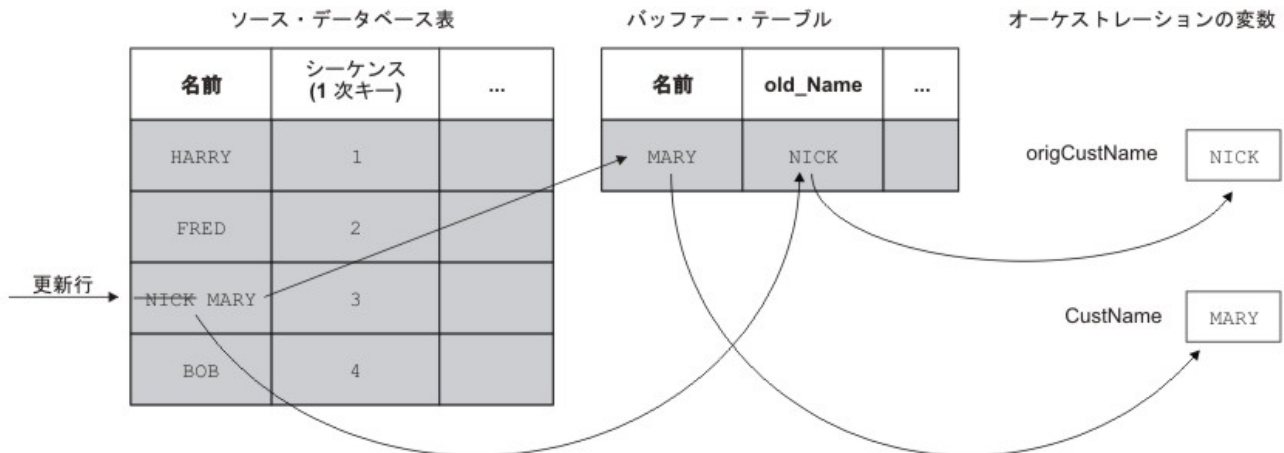 ソース・データベース表
バッファー・テーブル
オーケストレーションの変数
名前
シーケンス
(1 次キー)
...
HARRY
1
FRED
2
更新行
NICK MARY
3
BOB
4
名前
old_Name
...
MARY
NICK
origCustName
NICK
CustName
MARY